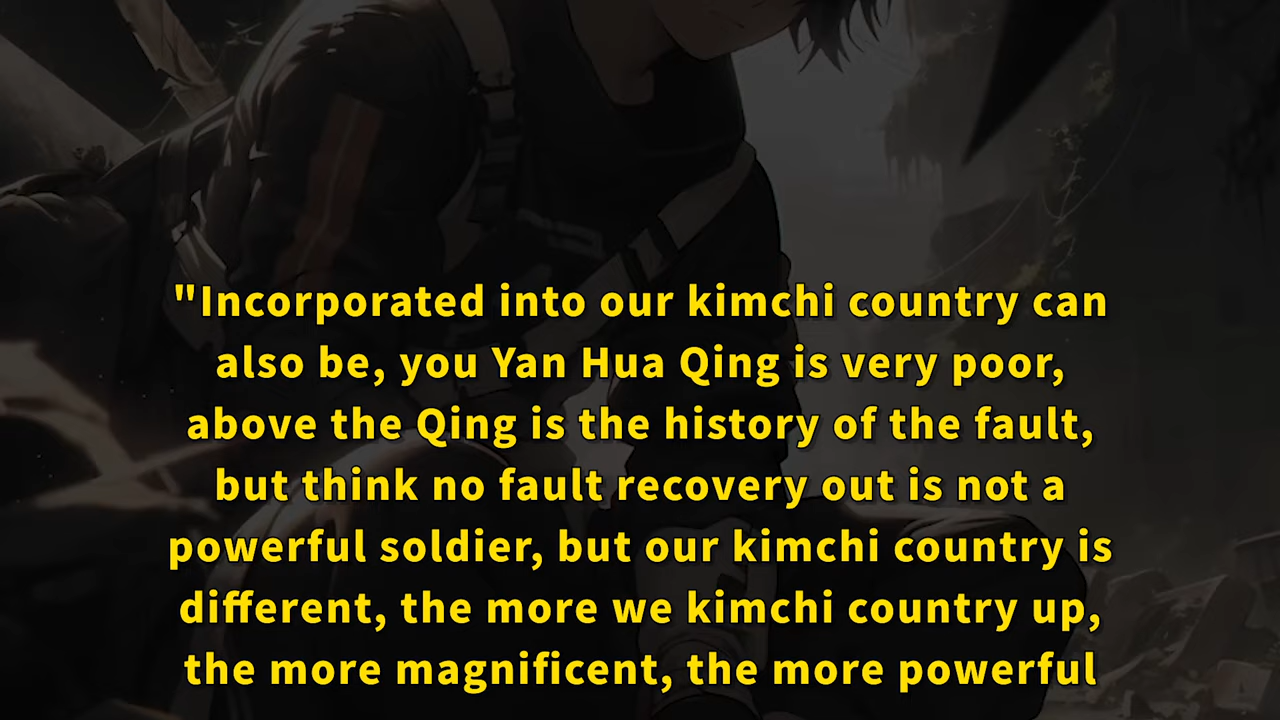 "Incorporated into our kimchi country can
also be, you Yan Hua Qing is very poor,
above the Qing is the history of the fault,
but think no fault recovery out is not a
powerful soldier, but our kimchi country is
different, the more we kimchi country up,
the more magnificent, the more powerful